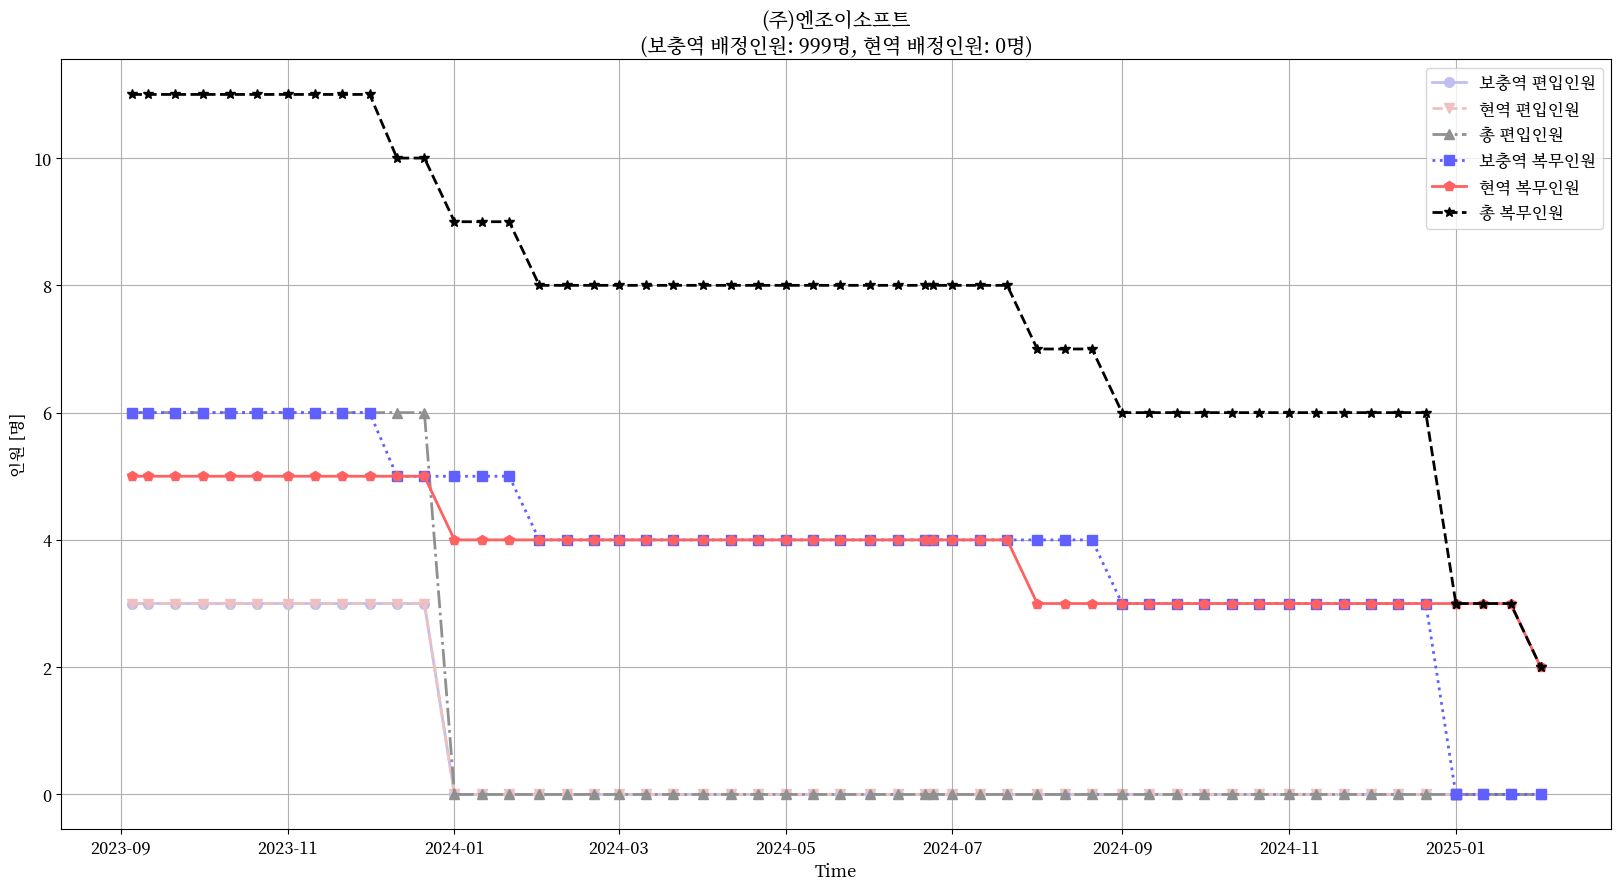 (주)엔조이소프트
(보충역 배정인원: 999명, 현역 배정인원: 0명)
보충역 편입인원
현역 편입인원
총 편입인원
보충역 복무인원
현역 복무인원
총 복무인원
인원 [명]
10
8
6
4
2
0
2023-09
2023-11
2024-01
2024-03
2024-05
2024-07
2024-09
2024-11
2025-01
Time